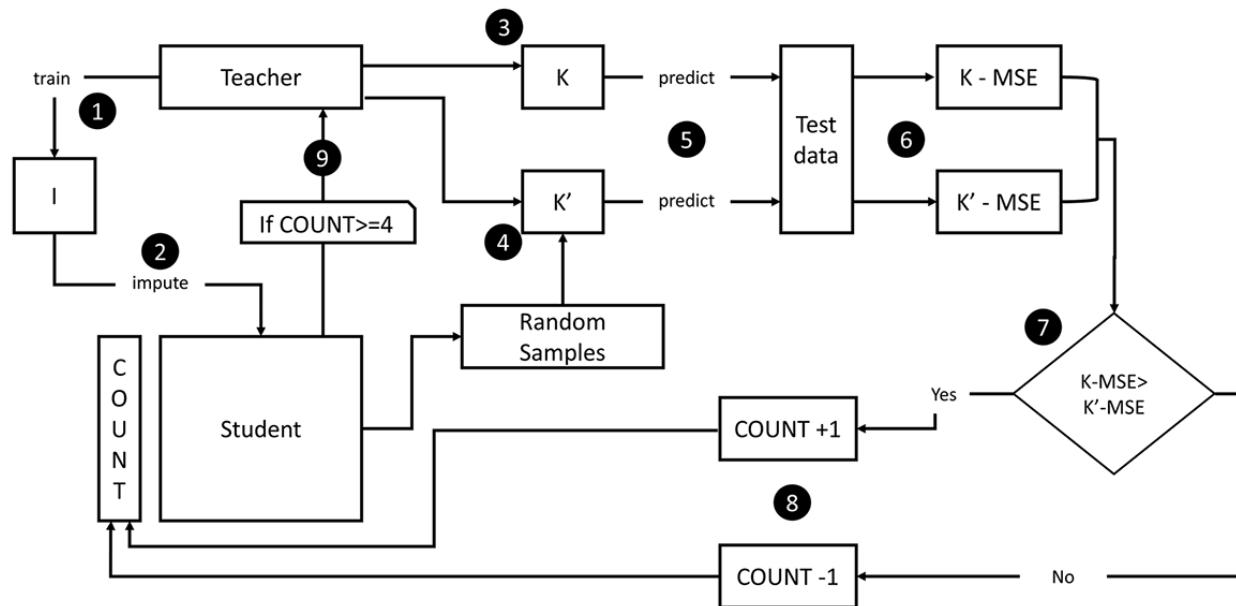 3
Teacher
K
predict
K - MSE
train
1
Test
data
5
6
9
I
K'
predict
K' - MSE
If COUNT>=4
4
2
impute
Random
Samples
7
C
O
U
N
T
Student
K-MSE>
K'-MSE
Yes
COUNT +1
8
COUNT -1
No